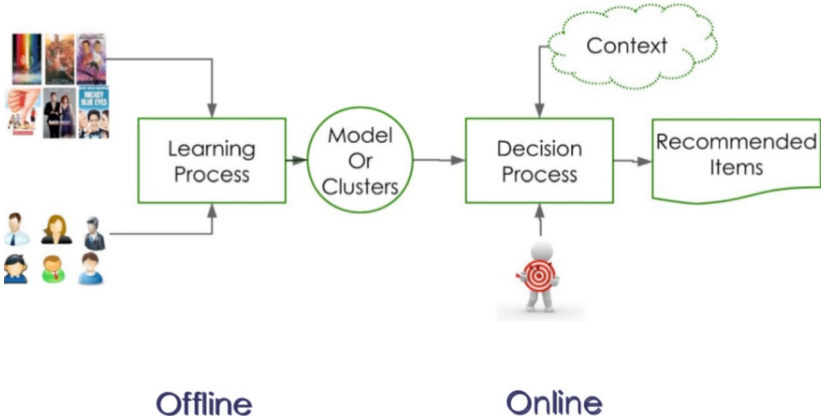 Context
MICKEY
BLUE EYES
Learning
Process
Model
Or
Clusters
Decision
Process
Recommended
Items
Offline
Online